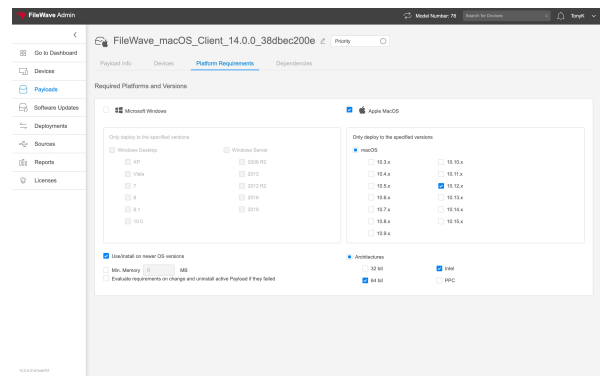 FileWave Admin
Model Number: 78
Search for Devices
TonyK
Go to Dashboard
Devices
Payloads
Software Updates
Deployments
Sources
Reports
Licenses
FileWave_macOS_Client_14.0.0_38dbec200e
Priority
Payload Info
Devices
Platform Requirements
Dependencies
Required Platforms and Versions
Microsoft Windows
Apple MacOS
Only deploy to the specified versions
Only deploy to the specified versions
Windows Desktop
Windows Server
macOS
XP
2008 R2
10.3.x
10.10.x
Vista
2012
10.4.x
10.11.x
7
2012 R2
10.5.x
10.12.x
8
2016
10.6.x
10.13.x
8.1
2019
10.7.x
10.14.x
10.0
10.8.x
10.15.x
10.9.x
Use/install on newer OS versions
Architectures
Min. Memory
0
MB
32 bit
Intel
Evaluate requirements on change and uninstall active Payload if they failed
64 bit
PPC